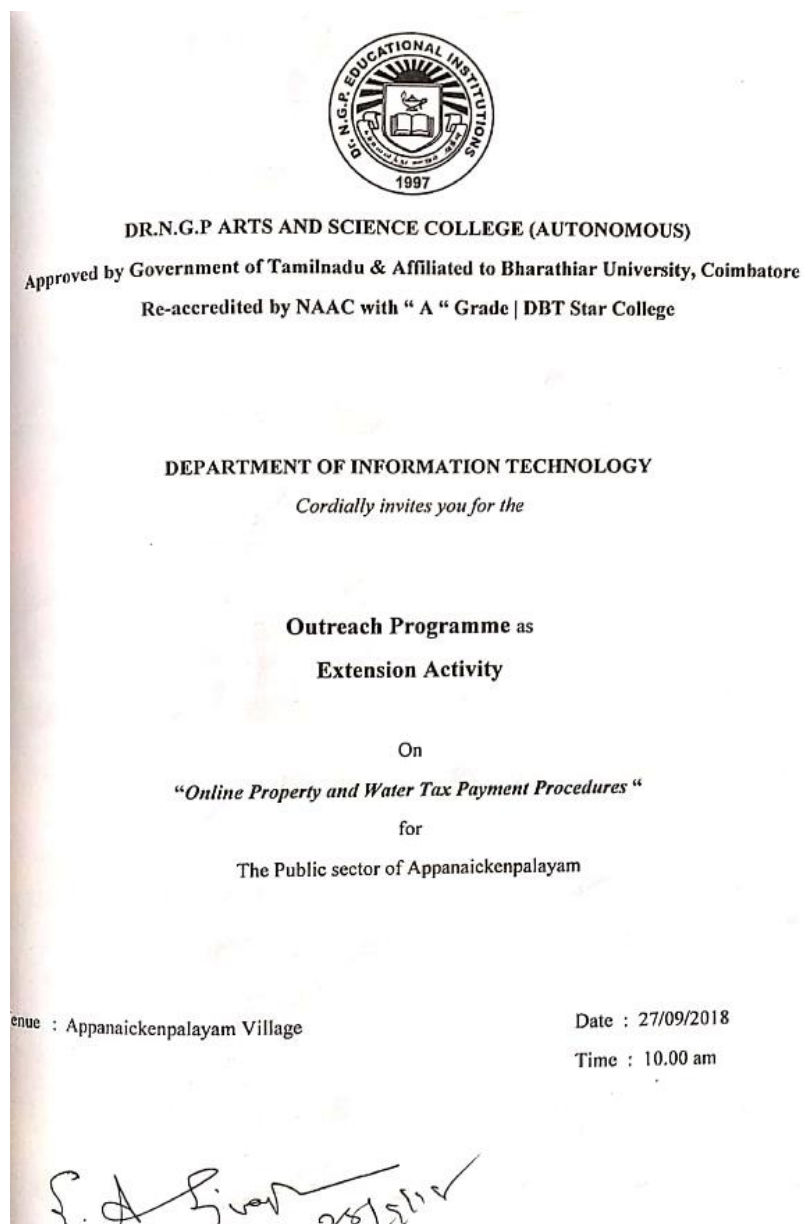 Dr. N.G.P. EDUCATIONAL INSTITUTIONS
1997
DR.N.G.P ARTS AND SCIENCE COLLEGE (AUTONOMOUS)
Approved by Government of Tamilnadu & Affiliated to Bharathiar University, Coimbatore
Re-accredited by NAAC with “ A “ Grade | DBT Star College
DEPARTMENT OF INFORMATION TECHNOLOGY
Cordially invites you for the
Outreach Programme as
Extension Activity
On
“Online Property and Water Tax Payment Procedures “
for
The Public sector of Appanaickenpalayam
enue : Appanaickenpalayam Village
Date : 27/09/2018
Time : 10.00 am